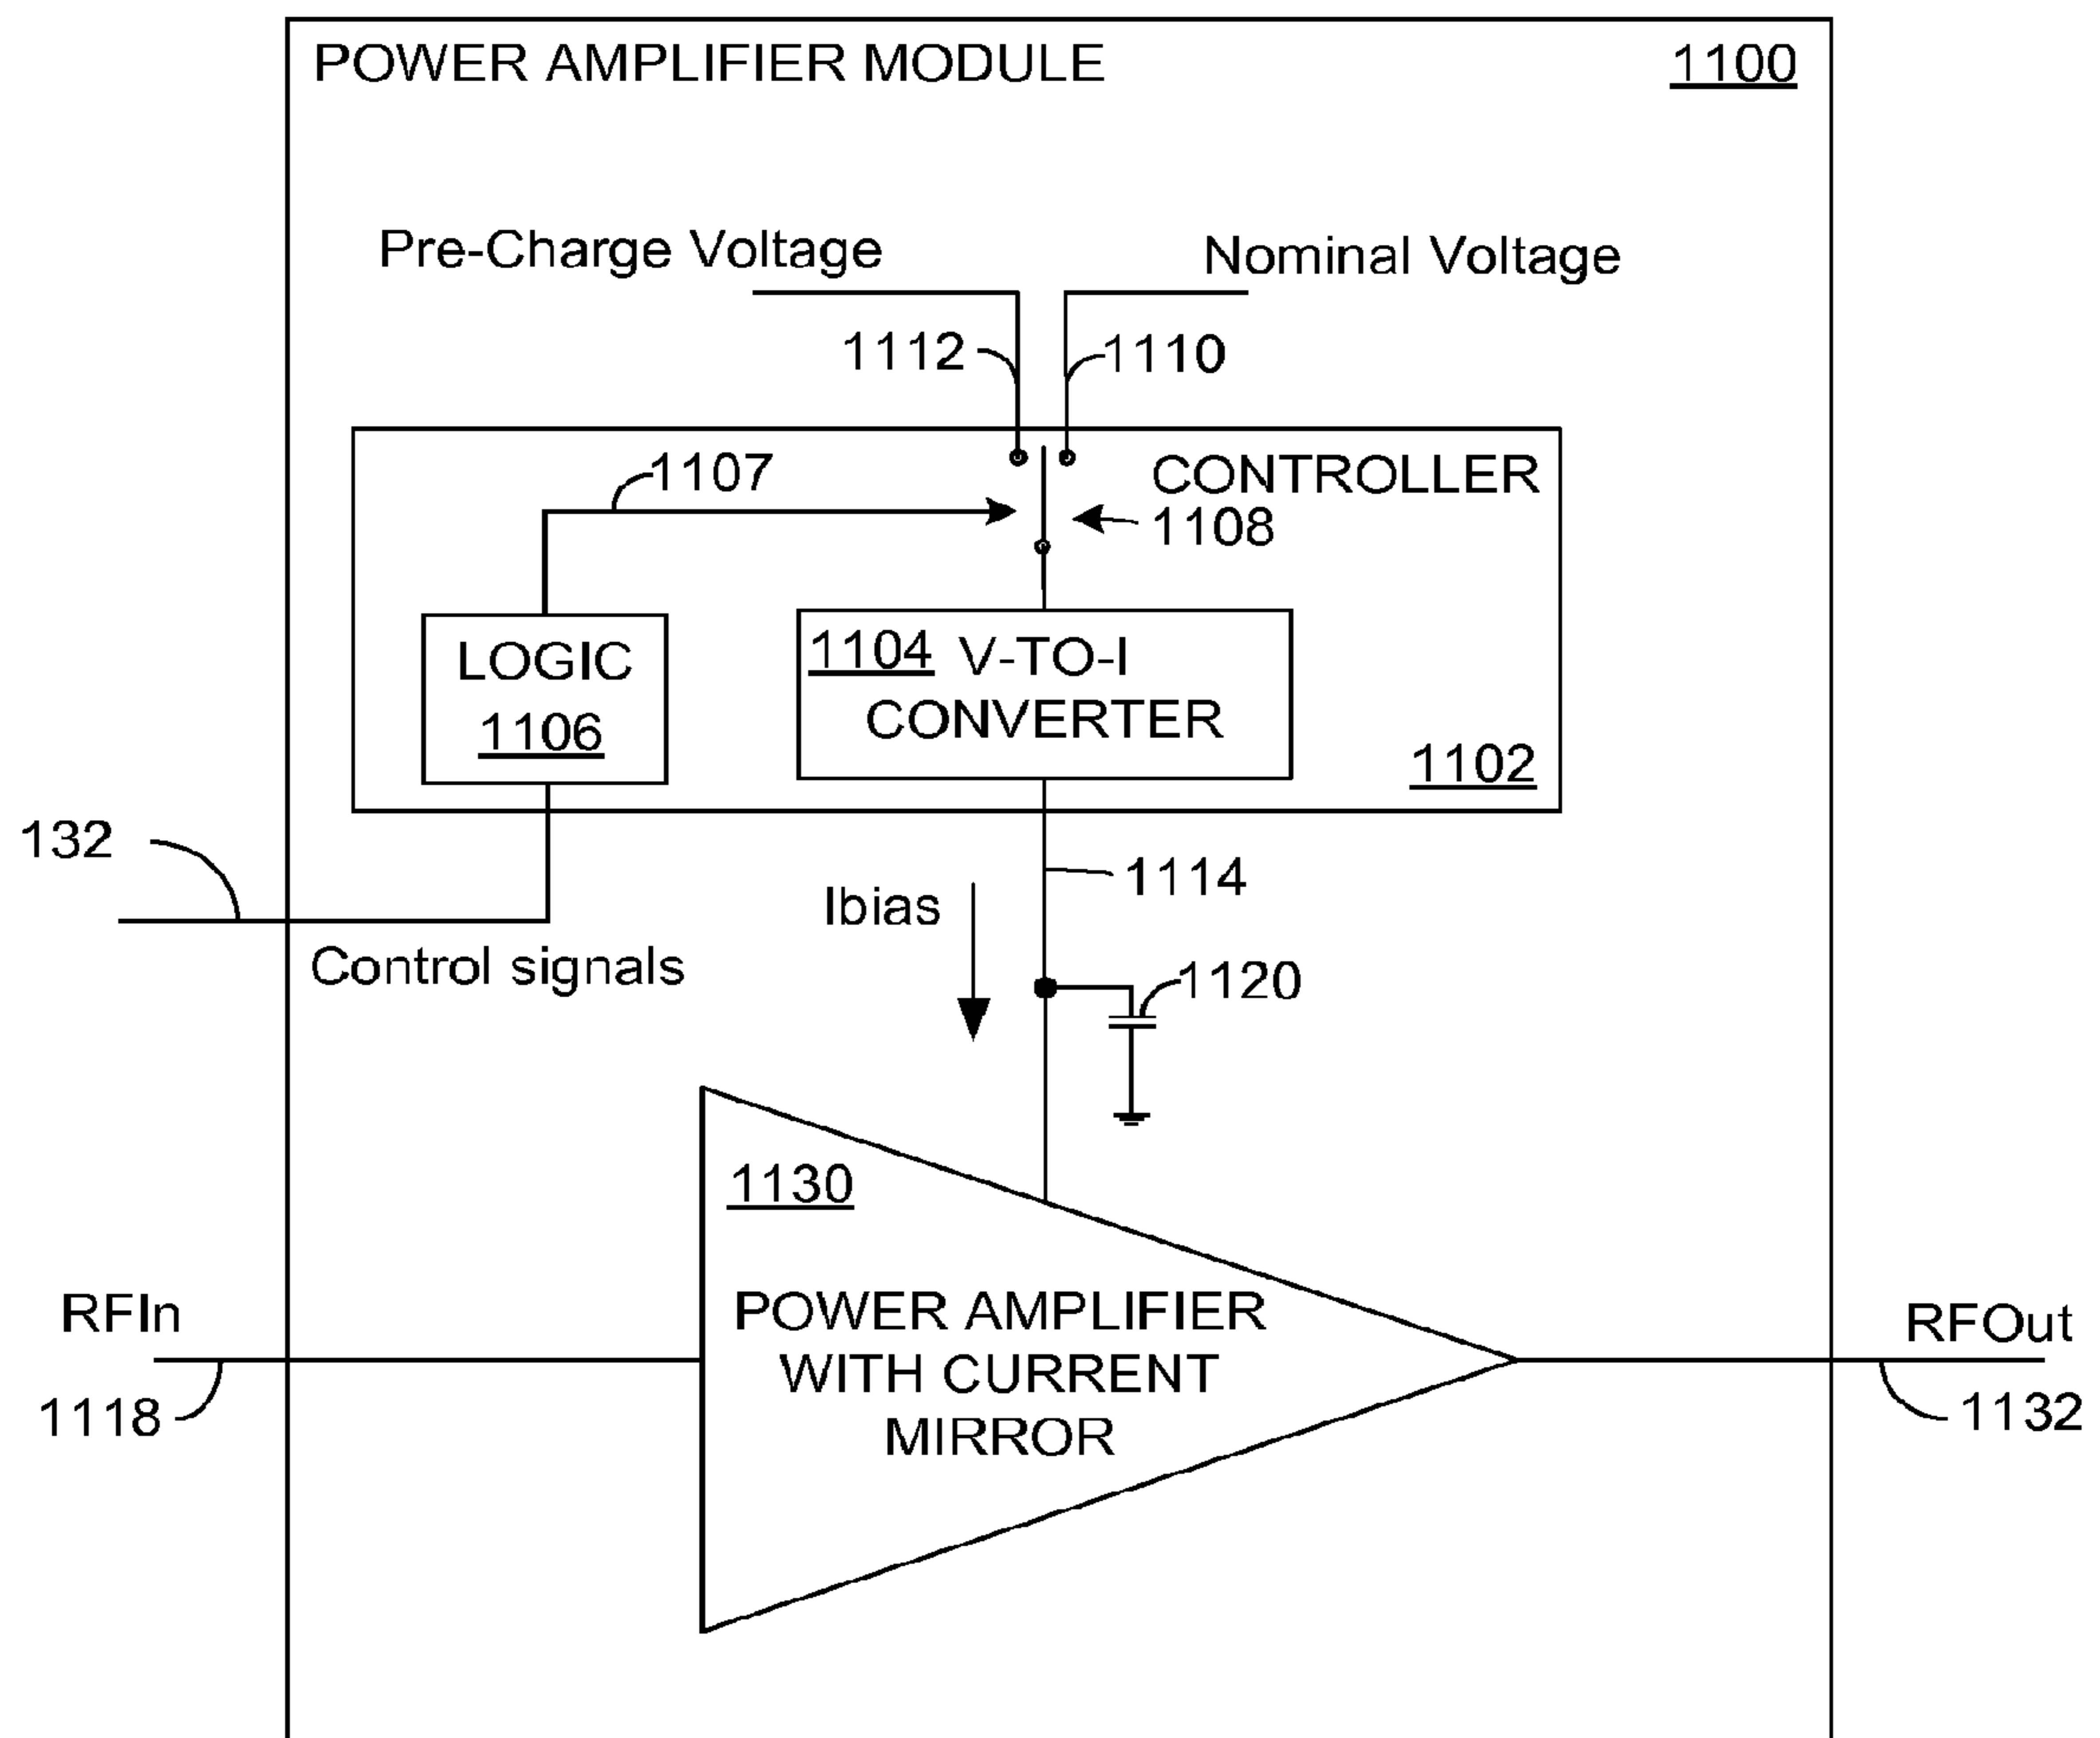 POWER AMPLIFIER MODULE 1100
Pre-Charge Voltage
Nominal Voltage
1112
1110
1107
CONTROLLER
1108
LOGIC
1106
1104 V-TO-I
CONVERTER
1102
132
Control signals
1114
Ibias
1120
1130
POWER AMPLIFIER
WITH CURRENT
MIRROR
RFIn
1118
RFOut
1132